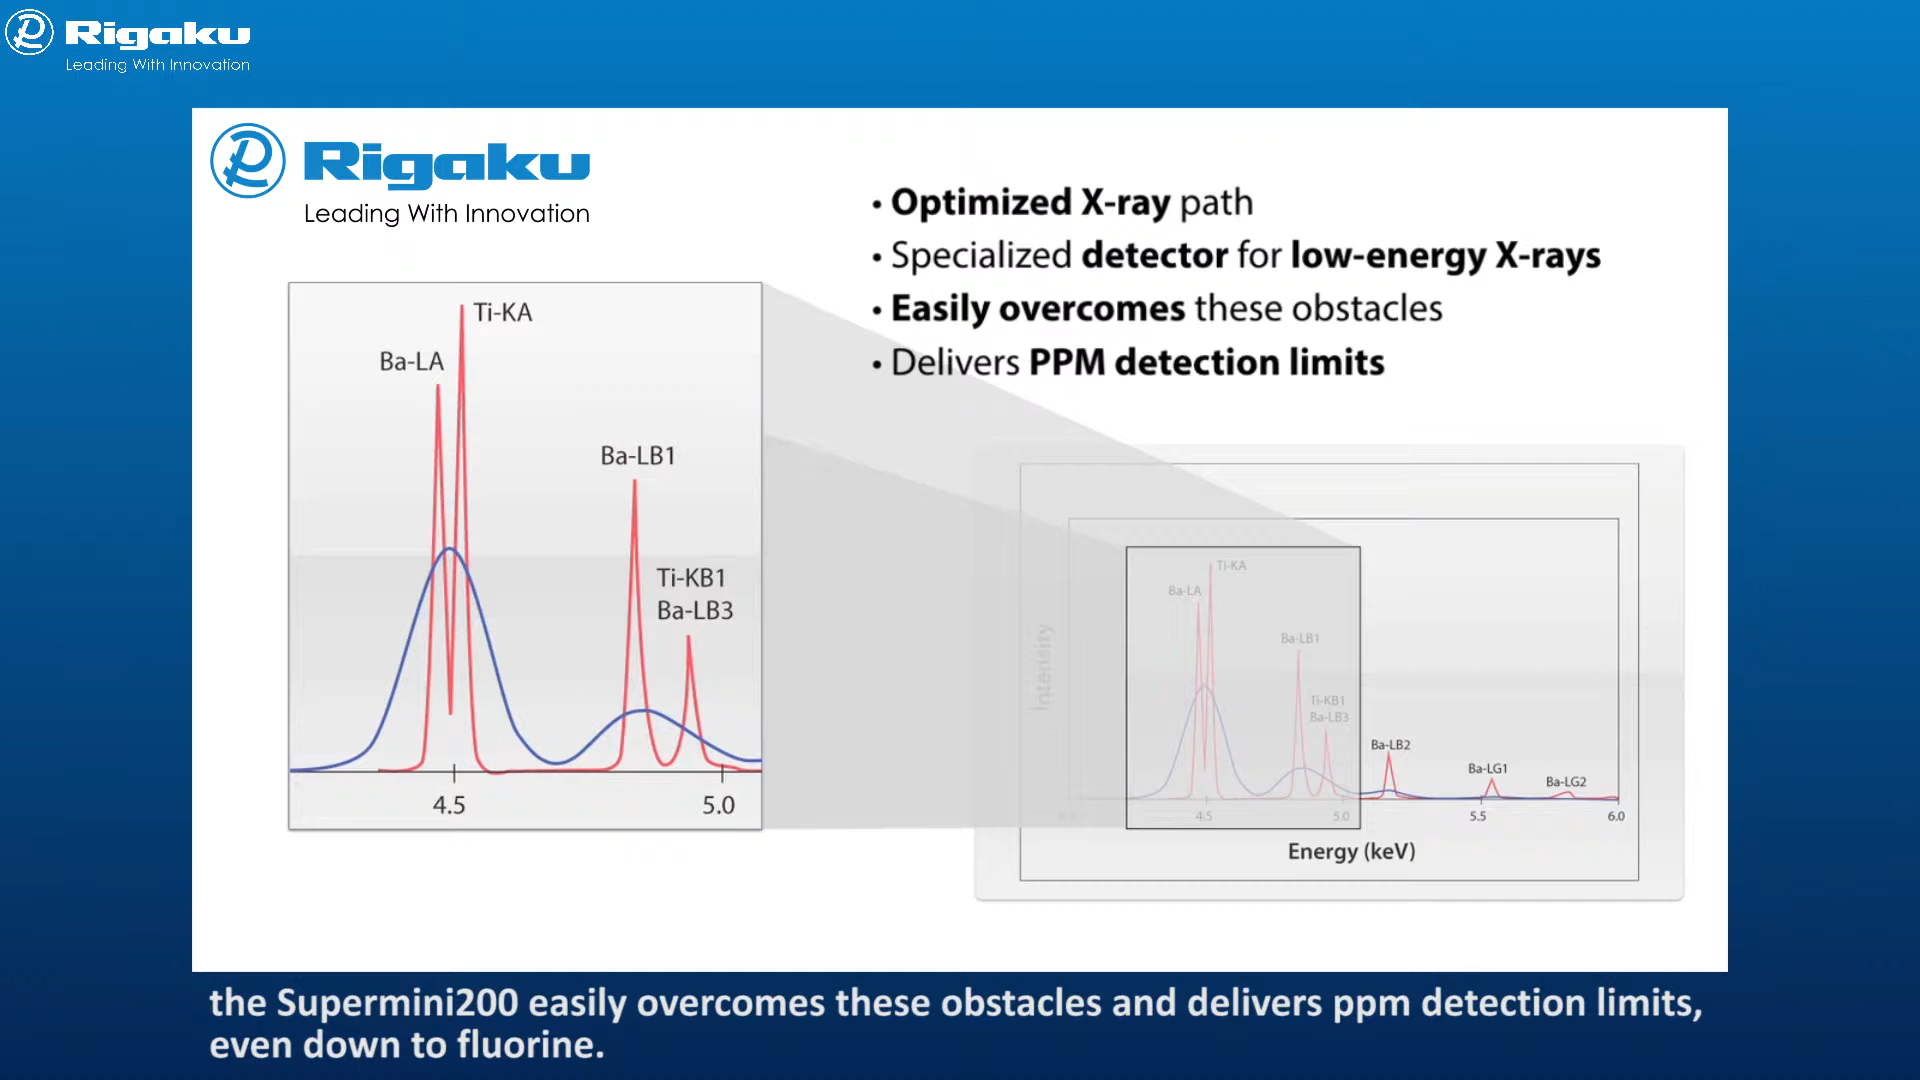 Rigaku
Leading With Innovation
Rigaku
Leading With Innovation
• Optimized X-ray path
• Specialized detector for low-energy X-rays
• Easily overcomes these obstacles
• Delivers PPM detection limits
Ti-KA
Ba-LA
Ba-LB1
Ti-KB1
Ba-LB3
4.5
5.0
Intensity
Ti-KA
Ba-LA
Ba-LB1
Ti-KB1
Ba-LB3
Ba-LB2
Ba-LG1
Ba-LG2
4.5
5.0
5.5
6.0
Energy (keV)
the Supermini200 easily overcomes these obstacles and delivers ppm detection limits,
even down to fluorine.